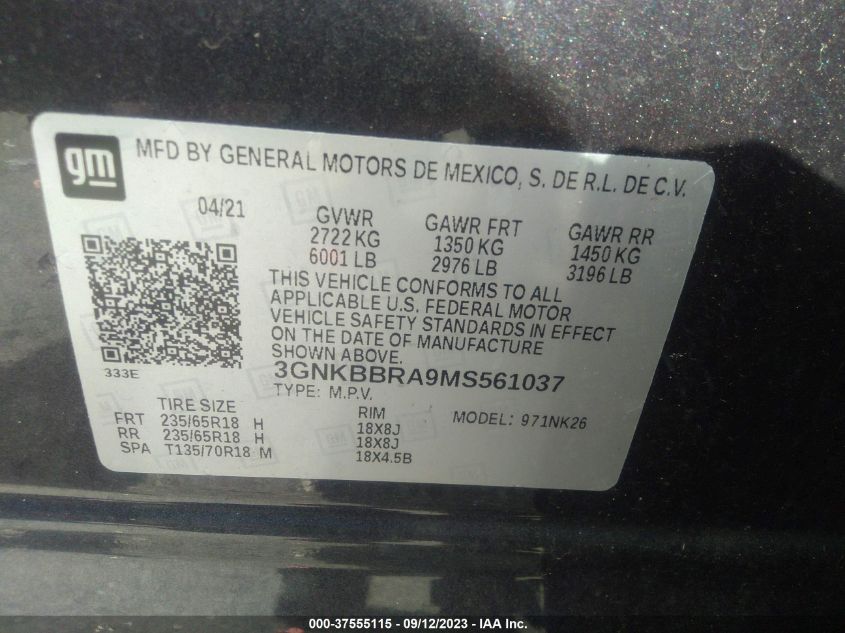 gm
MFD BY GENERAL MOTORS DE MEXICO, S. DE R.L. DE C.V.
04/21
GVWR
2722 KG
6001 LB
GAWR FRT
1350 KG
2976 LB
GAWR RR
1450 KG
3196 LB
THIS VEHICLE CONFORMS TO ALL
APPLICABLE U.S. FEDERAL MOTOR
VEHICLE SAFETY STANDARDS IN EFFECT
ON THE DATE OF MANUFACTURE
SHOWN ABOVE.
333E
3GNKBBRA9MS561037
TYPE: M.P.V.
TIRE SIZE
RIM
MODEL: 971NK26
FRT 235/65R18 H 18X8J
RR 235/65R18 H 18X8J
SPA T135/70R18 M 18X4.5B
000-37555115 - 09/12/2023 - IAA Inc.